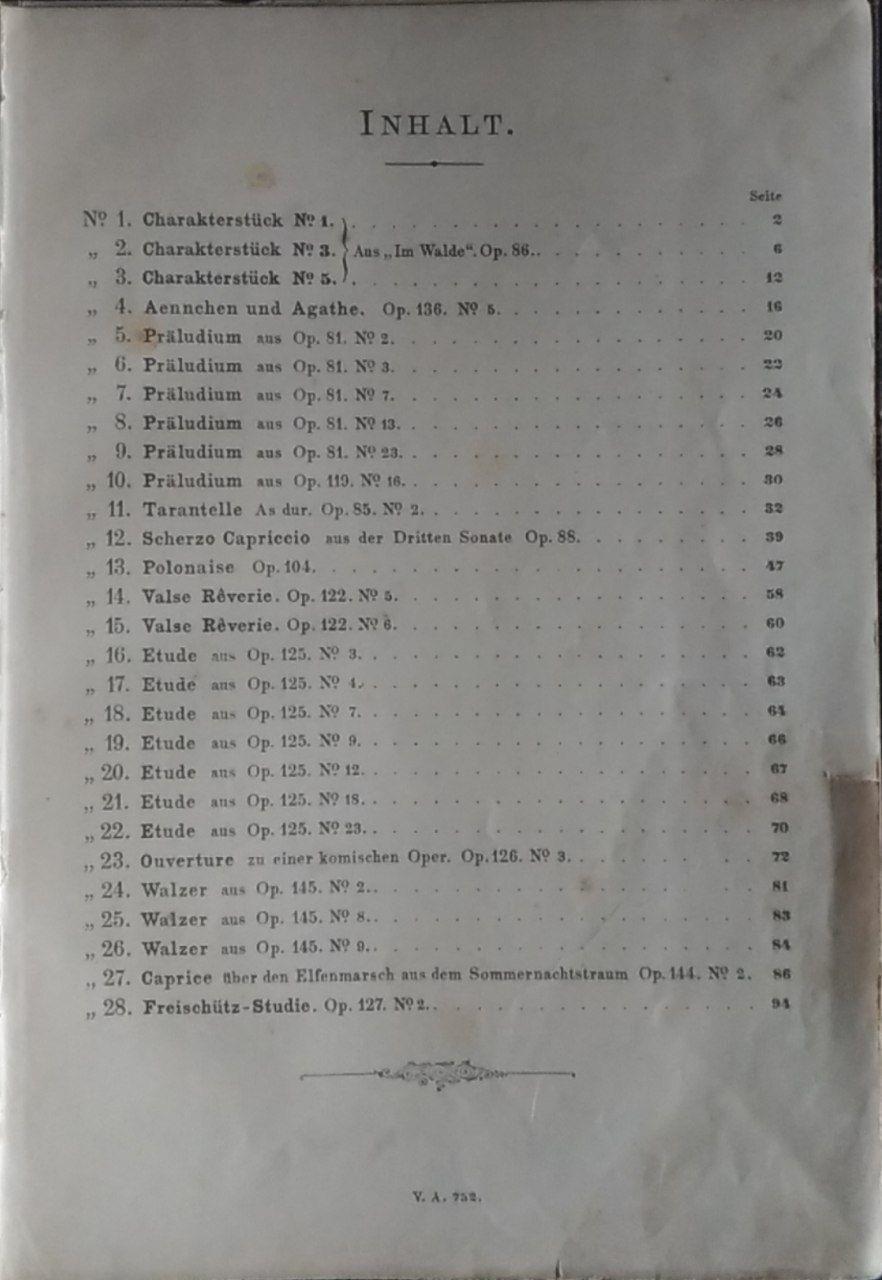 INHALT.
Seite
Nº 1. Charakterstück Nº 1. 2
„ 2. Charakterstück Nº 3. Aus „Im Walde“. Op. 86. 6
„ 3. Charakterstück Nº 5. 12
„ 4. Aennchen und Agathe. Op. 136. Nº 5. 16
„ 5. Präludium aus Op. 81. Nº 2. 20
„ 6. Präludium aus Op. 81. Nº 3. 22
„ 7. Präludium aus Op. 81. Nº 7. 24
„ 8. Präludium aus Op. 81. Nº 13. 26
„ 9. Präludium aus Op. 81. Nº 23. 28
„ 10. Präludium aus Op. 119. Nº 16. 30
„ 11. Tarantelle As dur. Op. 85. Nº 2. 32
„ 12. Scherzo Capriccio aus der Dritten Sonate Op. 88. 39
„ 13. Polonaise Op. 104. 47
„ 14. Valse Rêverie. Op. 122. Nº 5. 58
„ 15. Valse Rêverie. Op. 122. Nº 6. 60
„ 16. Etude aus Op. 125. Nº 3. 62
„ 17. Etude aus Op. 125. Nº 4. 63
„ 18. Etude aus Op. 125. Nº 7. 64
„ 19. Etude aus Op. 125. Nº 9. 66
„ 20. Etude aus Op. 125. Nº 12. 67
„ 21. Etude aus Op. 125. Nº 18. 68
„ 22. Etude aus Op. 125. Nº 23. 70
„ 23. Ouverture zu einer komischen Oper. Op. 126. Nº 3. 72
„ 24. Walzer aus Op. 145. Nº 2. 81
„ 25. Walzer aus Op. 145. Nº 8. 83
„ 26. Walzer aus Op. 145. Nº 9. 84
„ 27. Caprice über den Elfenmarsch aus dem Sommernachtstraum Op. 144. Nº 2. 86
„ 28. Freischütz-Studie. Op. 127. Nº 2. 94
V. A. 752.